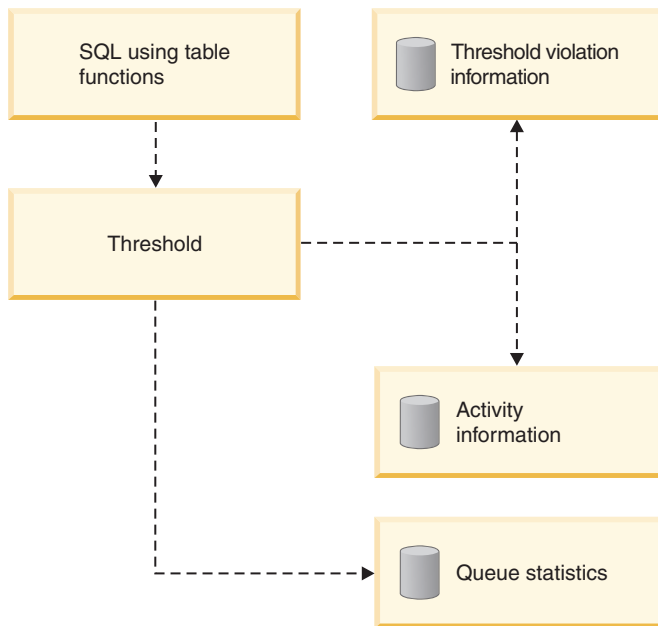 SQL using table
functions
Threshold violation
information
Threshold
Activity
information
Queue statistics